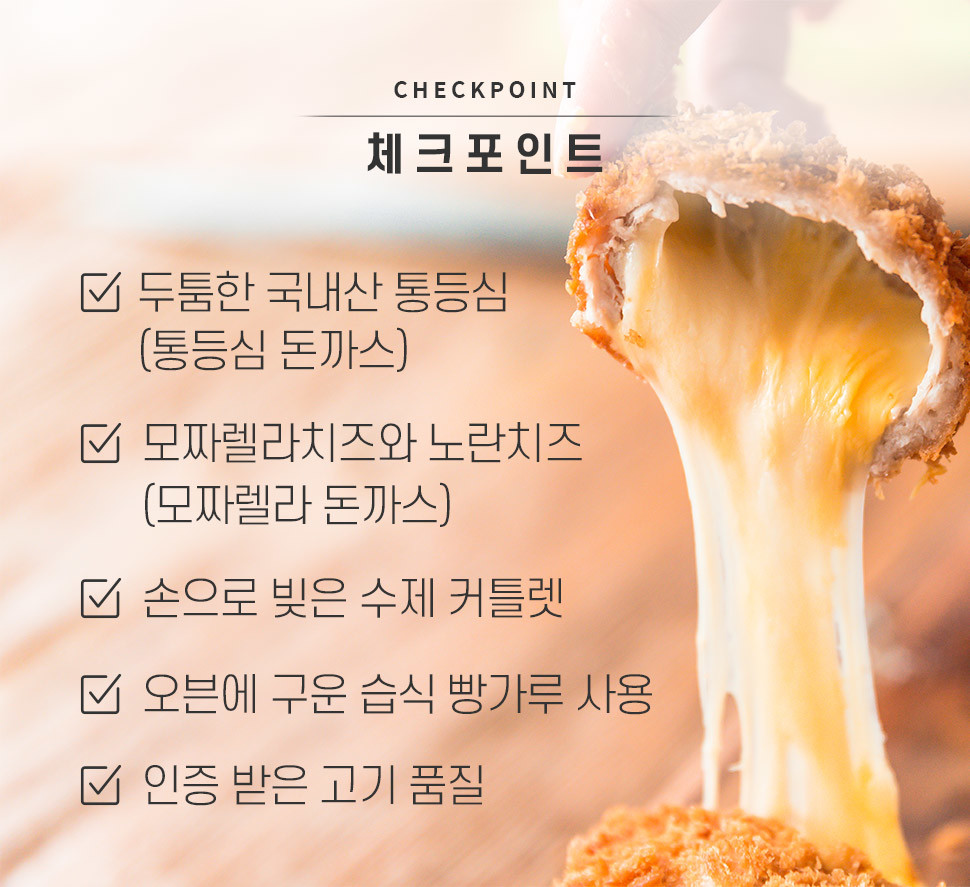 CHECKPOINT
체크포인트
두툼한 국내산 통등심
(통등심 돈까스)
모짜렐라치즈와 노란치즈
(모짜렐라 돈까스)
손으로 빚은 수제 커틀렛
오븐에 구운 습식 빵가루 사용
인증 받은 고기 품질